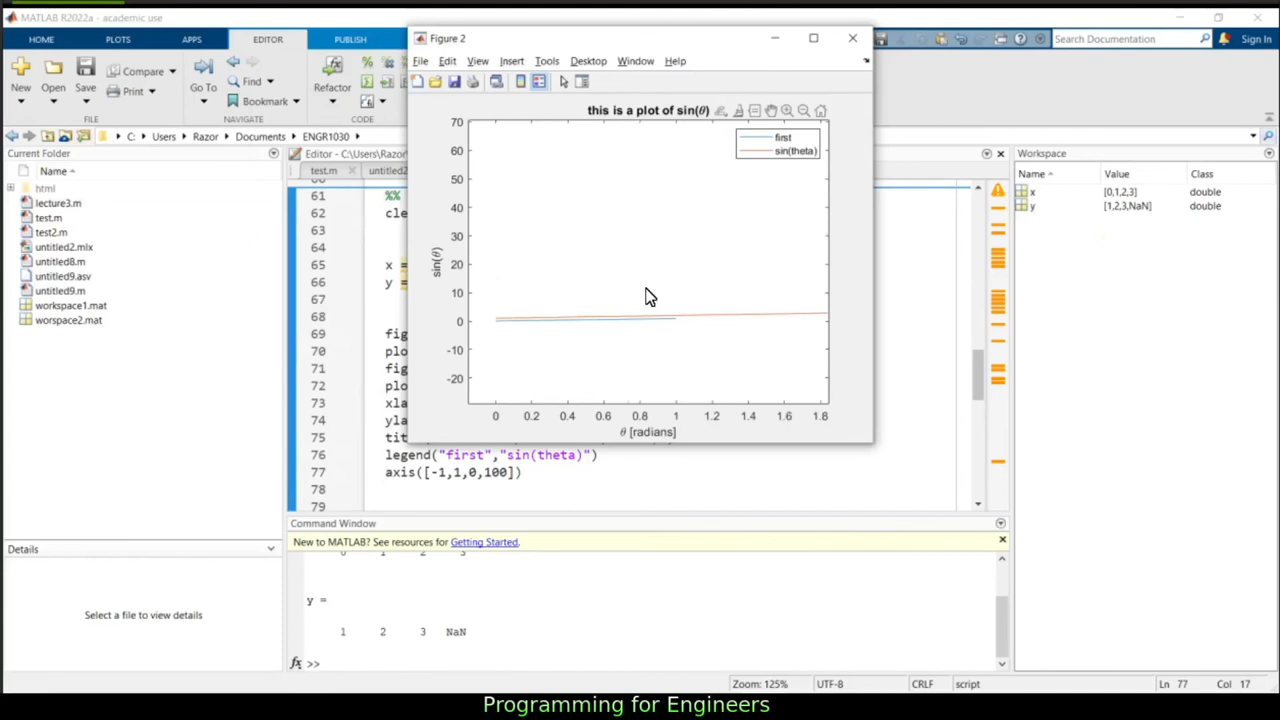 MATLAB R2022a - academic use
HOME PLOTS APPS EDITOR PUBLISH
Search Documentation
Sign In
New Open Save
Compare
Print
Go To
Find
Bookmark
Refactor
FILE NAVIGATE CODE
C: Users Razor Documents ENGR1030
Current Folder
Name
html
lecture3.m
test.m
test2.m
untitled2.mlx
untitled8.m
untitled9.asv
untitled9.m
workspace1.mat
worspace2.mat
Details
Select a file to view details
Editor - C:\Users\Razor\
test.m untitled2
61 %%
62 cle
63
64
65 x =
66 y =
67
68
69 fig
70 plo
71 fig
72 plo
73 xla
74 yla
75 tit
76 legend("first","sin(theta)")
77 axis([-1,1,0,100])
78
79
Figure 2
File Edit View Insert Tools Desktop Window Help
this is a plot of sin(θ)
first
sin(theta)
70
60
50
40
30
20
10
0
-10
-20
sin(θ)
0 0.2 0.4 0.6 0.8 1 1.2 1.4 1.6 1.8
θ [radians]
Workspace
Name Value Class
x [0,1,2,3] double
y [1,2,3,NaN] double
Command Window
New to MATLAB? See resources for Getting Started.
y =
1 2 3 NaN
fx >>
Zoom: 125% UTF-8 CRLF script Ln 77 Col 17
Programming for Engineers